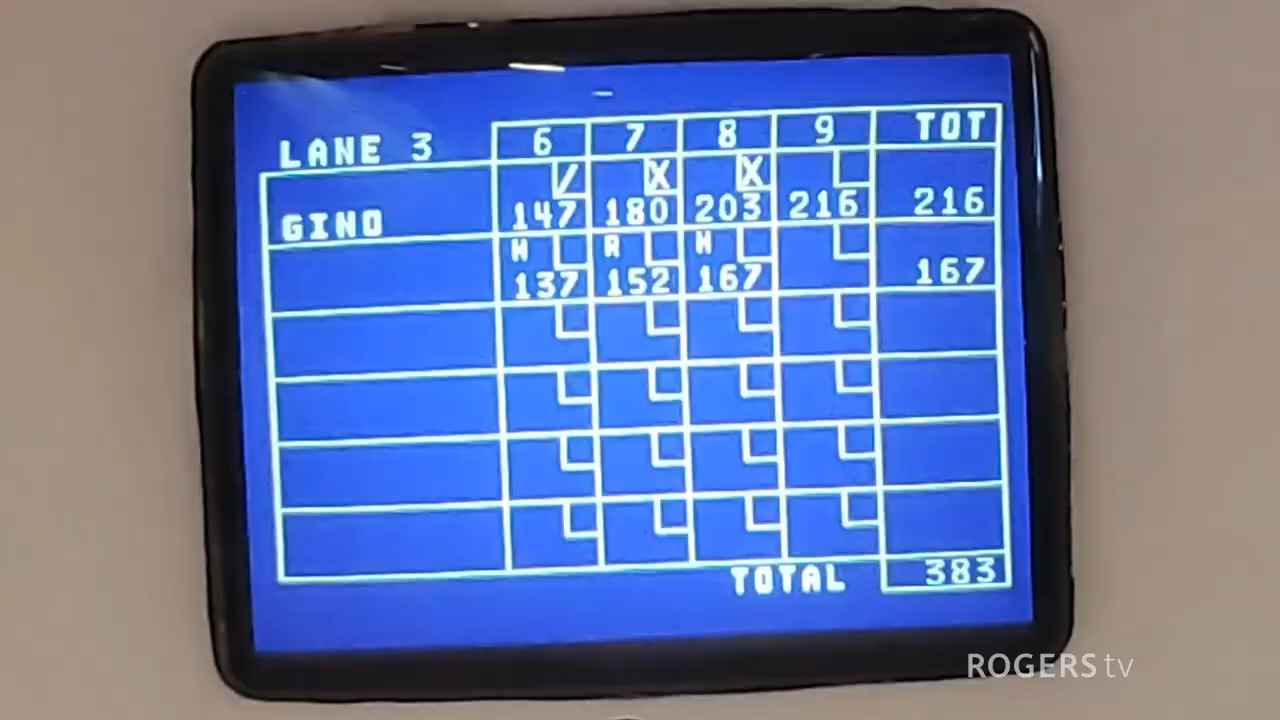 LANE 3 6 7 8 9 TOT
/ X X
GINO 147 180 203 216 216
H R H
137 152 167 167
TOTAL 383
ROGERS tv